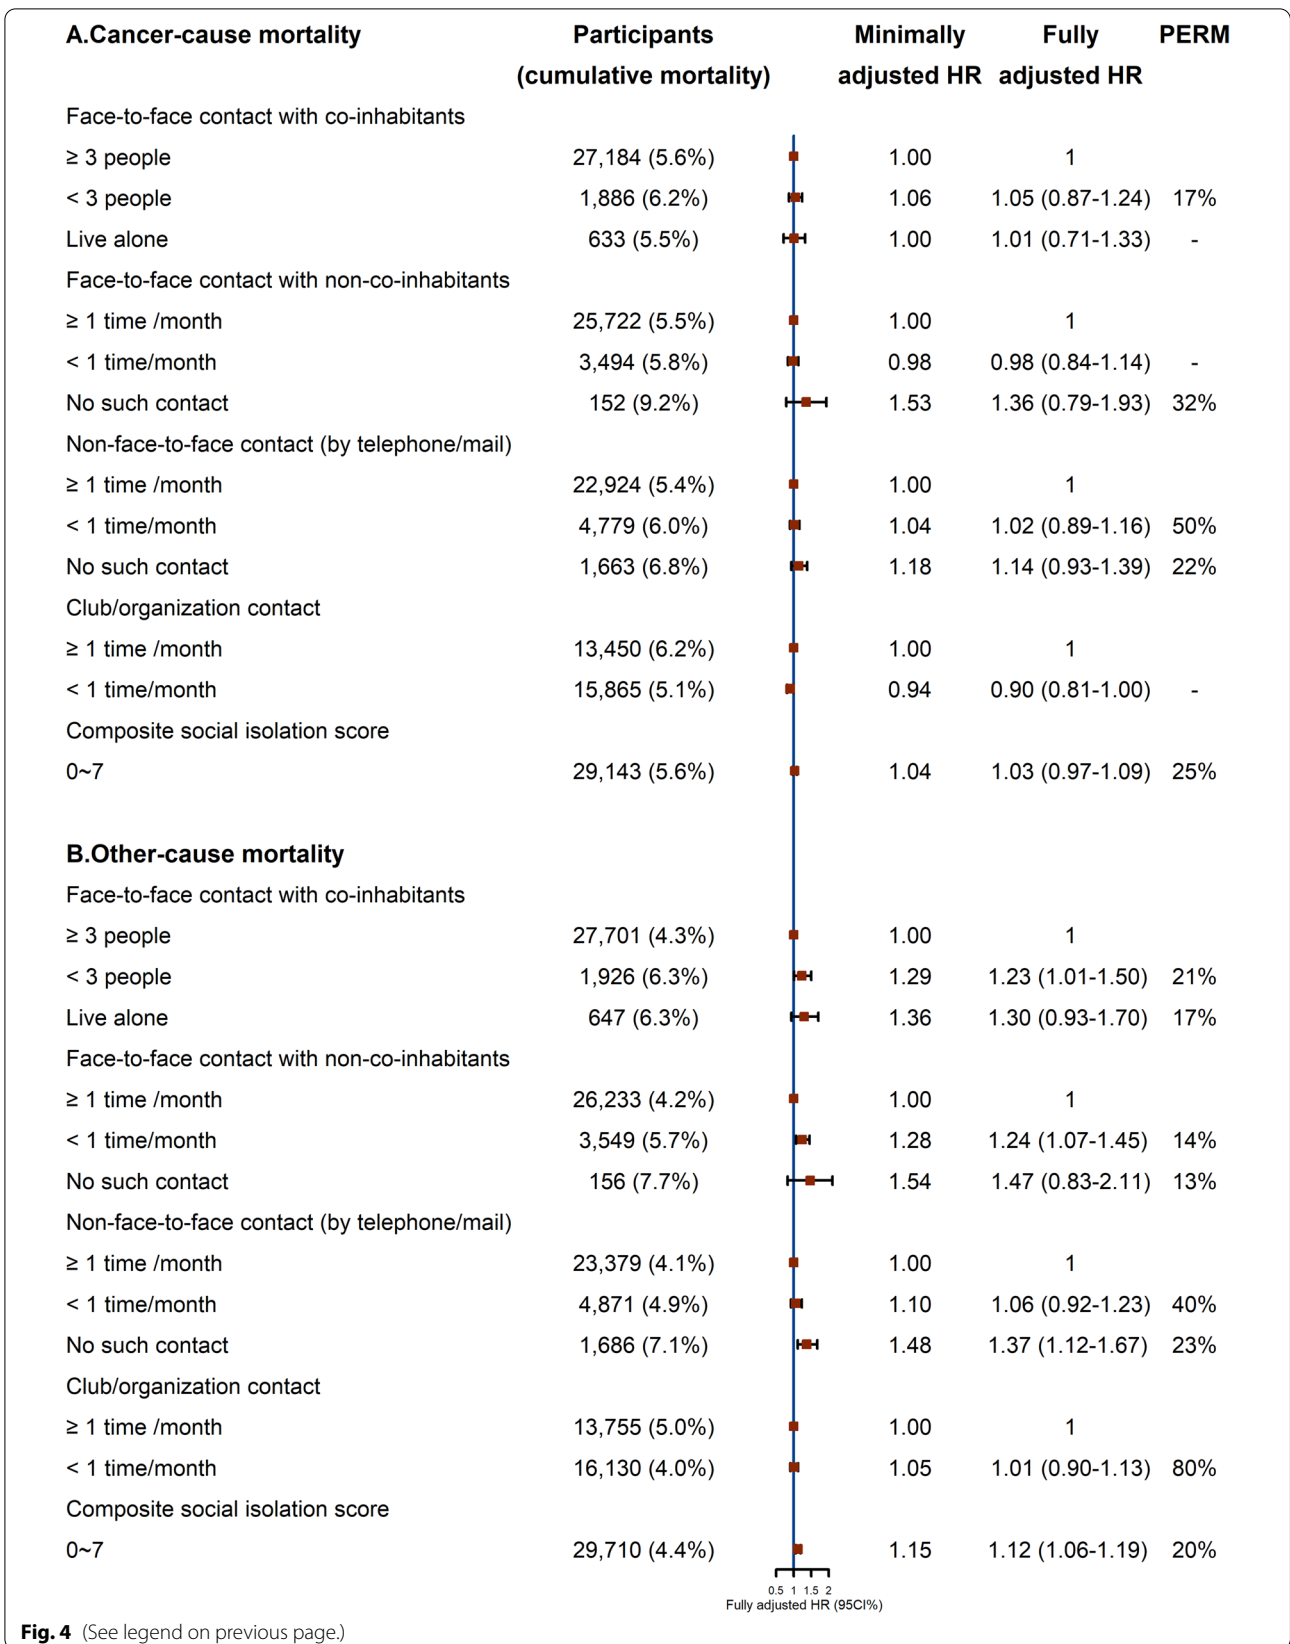 A.Cancer-cause mortality Participants Minimally Fully PERM
(cumulative mortality) adjusted HR adjusted HR
Face-to-face contact with co-inhabitants
≥ 3 people 27,184 (5.6%) 1.00 1
< 3 people 1,886 (6.2%) 1.06 1.05 (0.87-1.24) 17%
Live alone 633 (5.5%) 1.00 1.01 (0.71-1.33) -
Face-to-face contact with non-co-inhabitants
≥ 1 time /month 25,722 (5.5%) 1.00 1
< 1 time/month 3,494 (5.8%) 0.98 0.98 (0.84-1.14) -
No such contact 152 (9.2%) 1.53 1.36 (0.79-1.93) 32%
Non-face-to-face contact (by telephone/mail)
≥ 1 time /month 22,924 (5.4%) 1.00 1
< 1 time/month 4,779 (6.0%) 1.04 1.02 (0.89-1.16) 50%
No such contact 1,663 (6.8%) 1.18 1.14 (0.93-1.39) 22%
Club/organization contact
≥ 1 time /month 13,450 (6.2%) 1.00 1
< 1 time/month 15,865 (5.1%) 0.94 0.90 (0.81-1.00) -
Composite social isolation score
0~7 29,143 (5.6%) 1.04 1.03 (0.97-1.09) 25%
B.Other-cause mortality
Face-to-face contact with co-inhabitants
≥ 3 people 27,701 (4.3%) 1.00 1
< 3 people 1,926 (6.3%) 1.29 1.23 (1.01-1.50) 21%
Live alone 647 (6.3%) 1.36 1.30 (0.93-1.70) 17%
Face-to-face contact with non-co-inhabitants
≥ 1 time /month 26,233 (4.2%) 1.00 1
< 1 time/month 3,549 (5.7%) 1.28 1.24 (1.07-1.45) 14%
No such contact 156 (7.7%) 1.54 1.47 (0.83-2.11) 13%
Non-face-to-face contact (by telephone/mail)
≥ 1 time /month 23,379 (4.1%) 1.00 1
< 1 time/month 4,871 (4.9%) 1.10 1.06 (0.92-1.23) 40%
No such contact 1,686 (7.1%) 1.48 1.37 (1.12-1.67) 23%
Club/organization contact
≥ 1 time /month 13,755 (5.0%) 1.00 1
< 1 time/month 16,130 (4.0%) 1.05 1.01 (0.90-1.13) 80%
Composite social isolation score
0~7 29,710 (4.4%) 1.15 1.12 (1.06-1.19) 20%
0.5 1 1.5 2
Fully adjusted HR (95CI%)
Fig. 4 (See legend on previous page.)